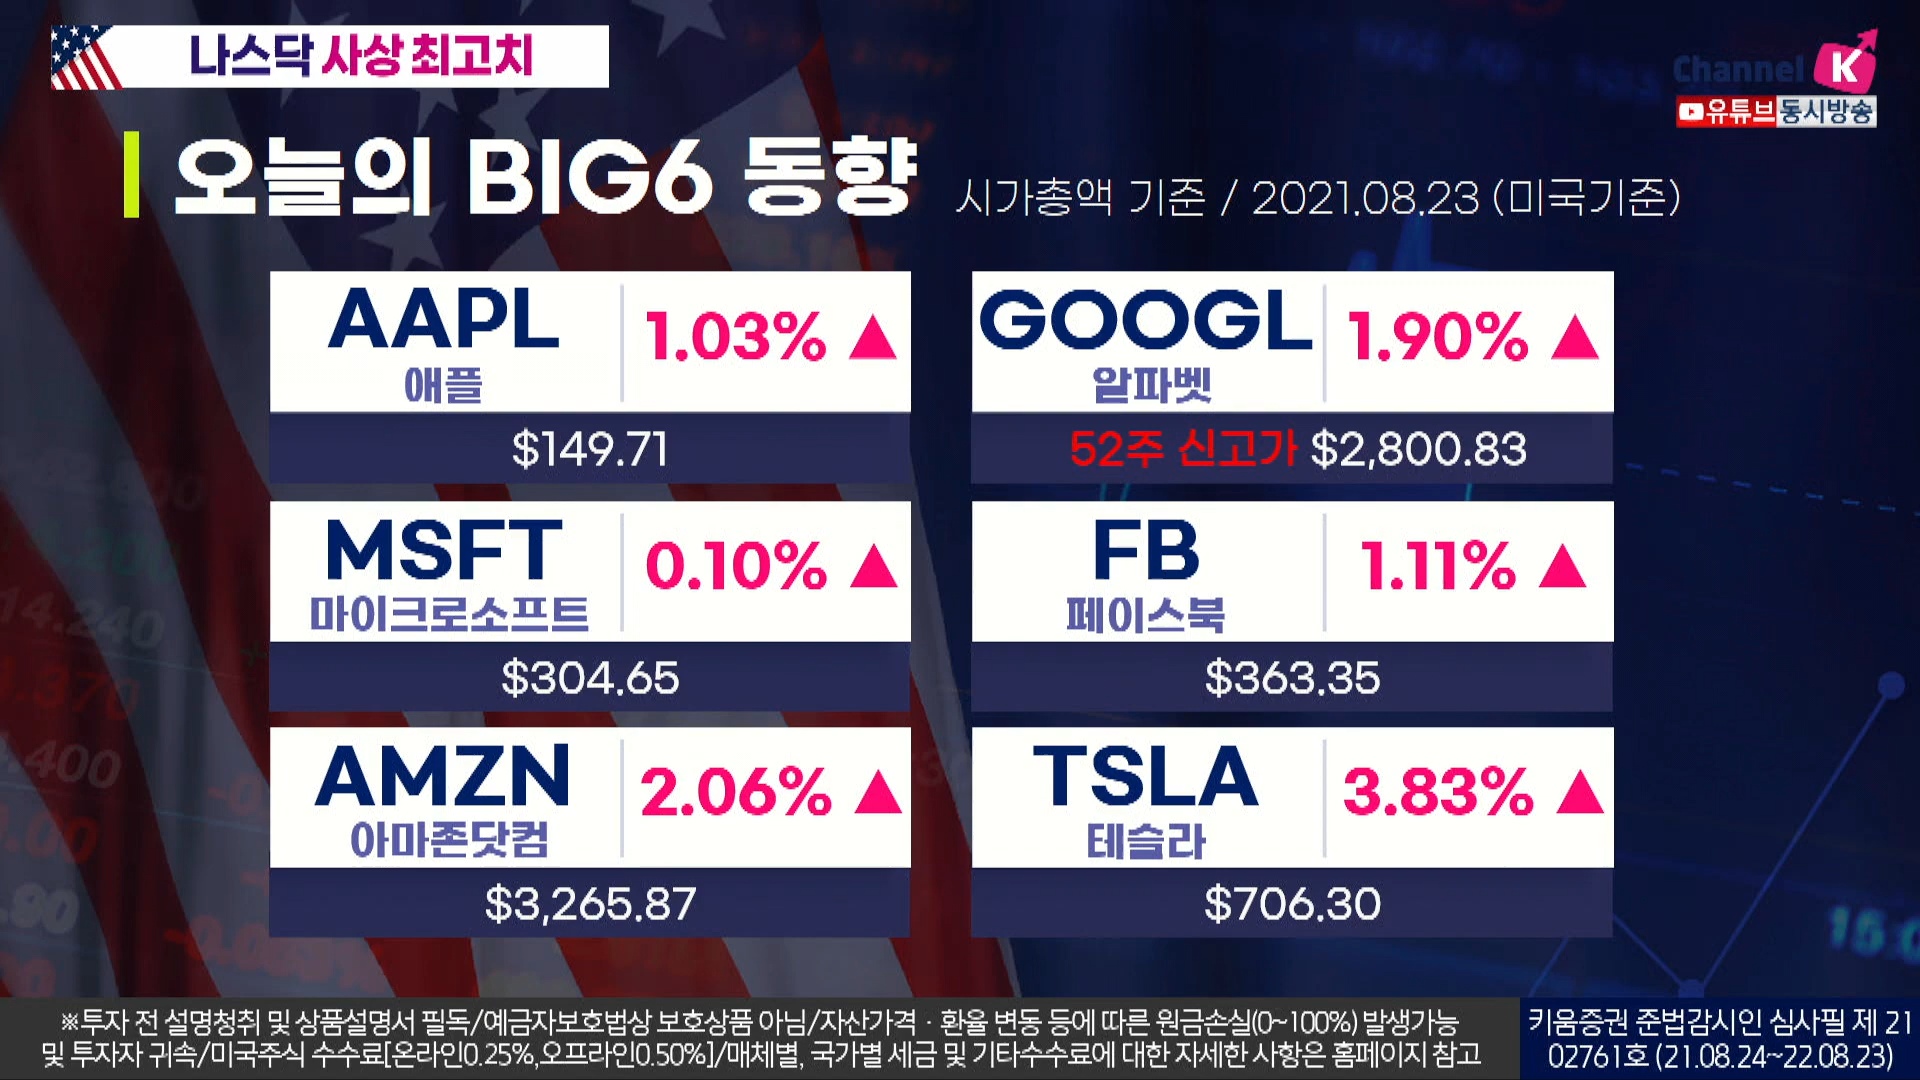 나스닥 사상 최고치
Channel K
유튜브 동시방송
오늘의 BIG6 동향 시가총액 기준 / 2021.08.23 (미국기준)
AAPL 1.03% ▲
애플
$149.71
GOOGL 1.90% ▲
알파벳
52주 신고가 $2,800.83
MSFT 0.10% ▲
마이크로소프트
$304.65
FB 1.11% ▲
페이스북
$363.35
AMZN 2.06% ▲
아마존닷컴
$3,265.87
TSLA 3.83% ▲
테슬라
$706.30
※투자 전 설명청취 및 상품설명서 필독/예금자보호법상 보호상품 아님/자산가격·환율 변동 등에 따른 원금손실(0~100%) 발생가능
및 투자자 귀속/미국주식 수수료[온라인0.25%,오프라인0.50%]/매체별, 국가별 세금 및 기타수수료에 대한 자세한 사항은 홈페이지 참고
키움증권 준법감시인 심사필 제 21
02761호 (21.08.24~22.08.23)